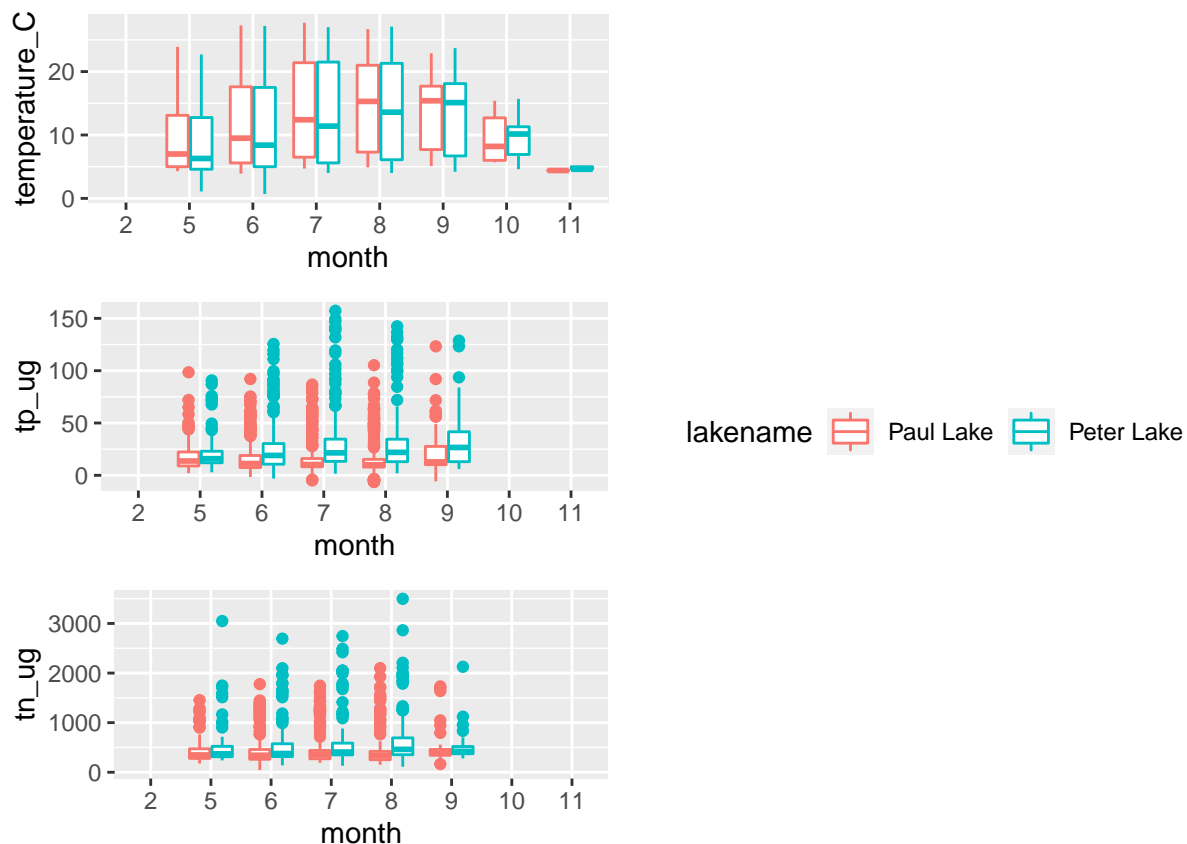 temperature_C
20
10
0
2 5 6 7 8 9 10 11
month
tp_ug
150
100
50
0
2 5 6 7 8 9 10 11
month
lakename Paul Lake Peter Lake
tn_ug
3000
2000
1000
0
2 5 6 7 8 9 10 11
month